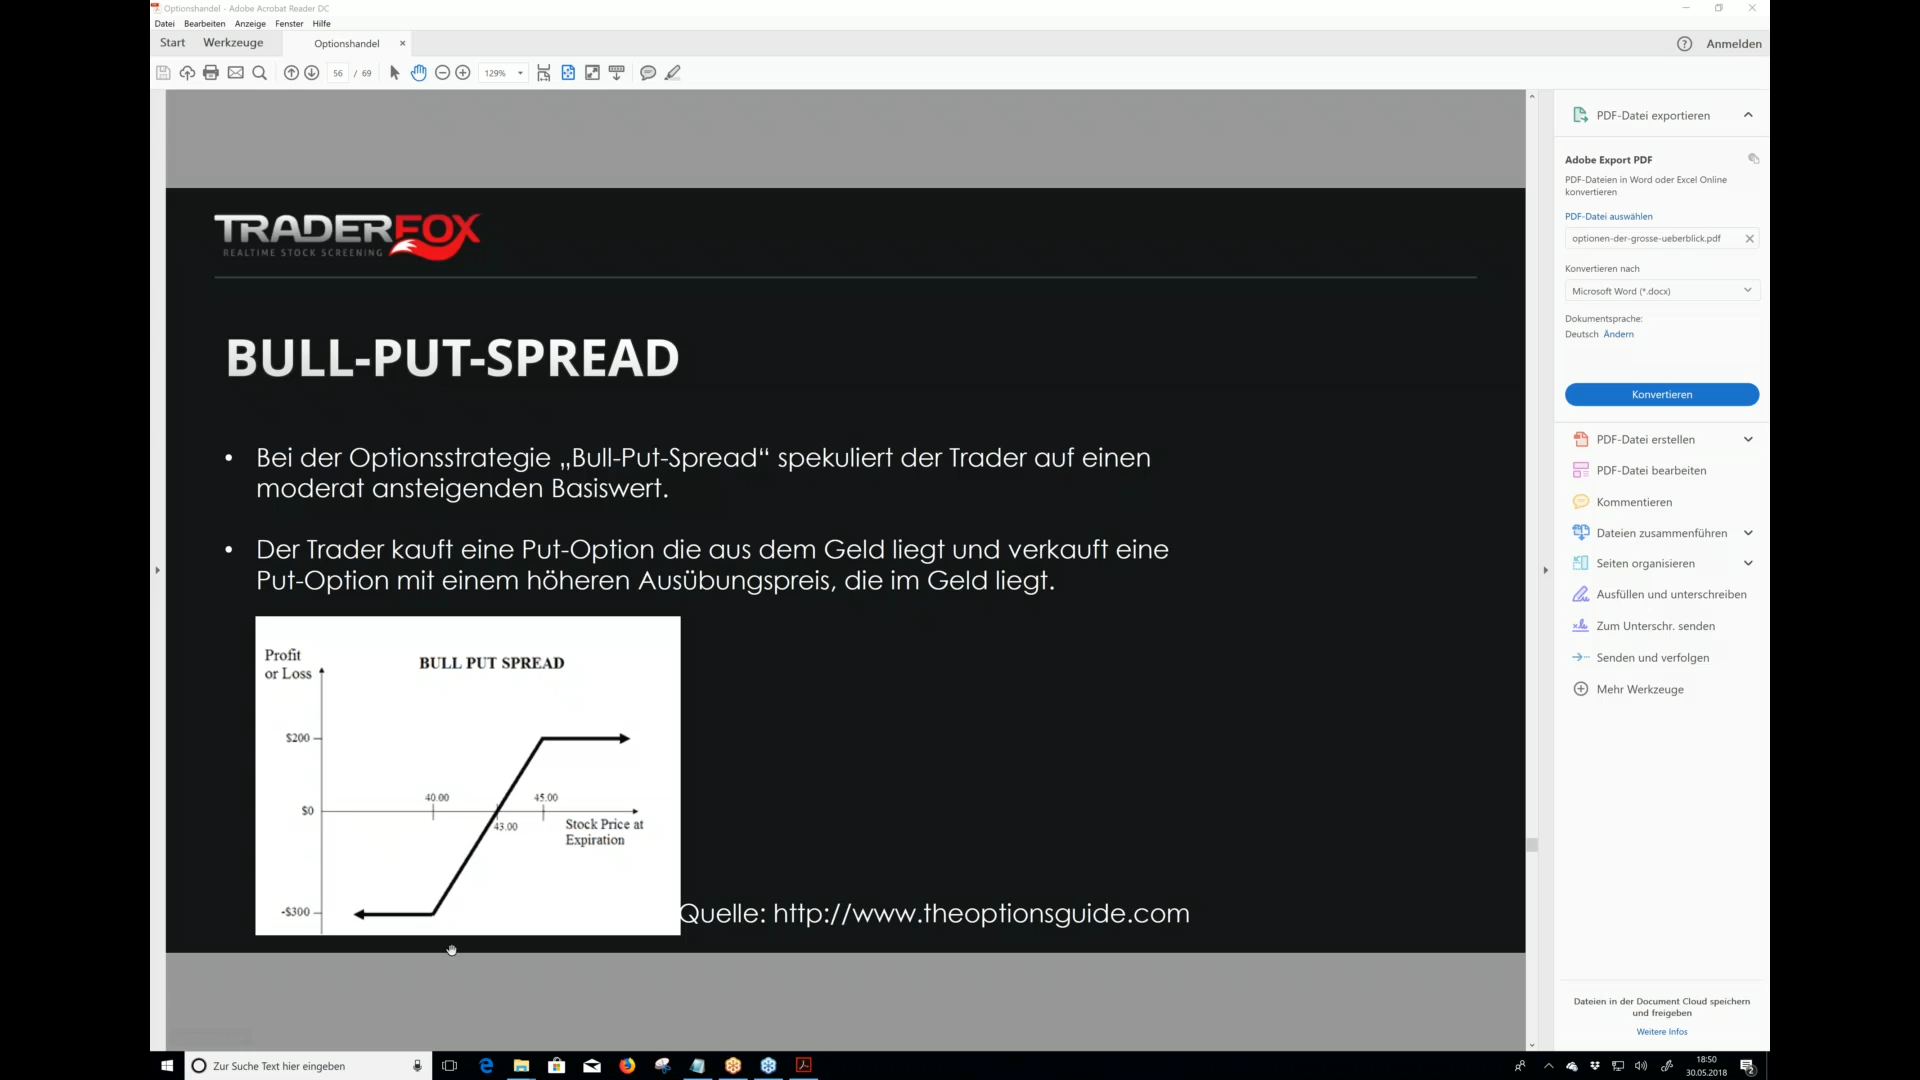 Optionshandel - Adobe Acrobat Reader DC
Datei Bearbeiten Anzeige Fenster Hilfe
Start Werkzeuge Optionshandel × Anmelden
56 / 69 129%
PDF-Datei exportieren
Adobe Export PDF
PDF-Dateien in Word oder Excel Online
konvertieren
PDF-Datei auswählen
optionen-der-grosse-ueberblick.pdf
Konvertieren nach
Microsoft Word (*.docx)
Dokumentsprache:
Deutsch Ändern
Konvertieren
PDF-Datei erstellen
PDF-Datei bearbeiten
Kommentieren
Dateien zusammenführen
Seiten organisieren
Ausfüllen und unterschreiben
Zum Unterschr. senden
Senden und verfolgen
Mehr Werkzeuge
Dateien in der Document Cloud speichern
und freigeben
Weitere Infos
TRADERFOX
REALTIME STOCK SCREENING
BULL-PUT-SPREAD
• Bei der Optionsstrategie „Bull-Put-Spread“ spekuliert der Trader auf einen
moderat ansteigenden Basiswert.
• Der Trader kauft eine Put-Option die aus dem Geld liegt und verkauft eine
Put-Option mit einem höheren Ausübungspreis, die im Geld liegt.
Profit
or Loss
BULL PUT SPREAD
$200
40.00 45.00
$0
43.00
Stock Price at
Expiration
-$300
Quelle: http://www.theoptionsguide.com
Zur Suche Text hier eingeben
18:50
30.05.2018
2